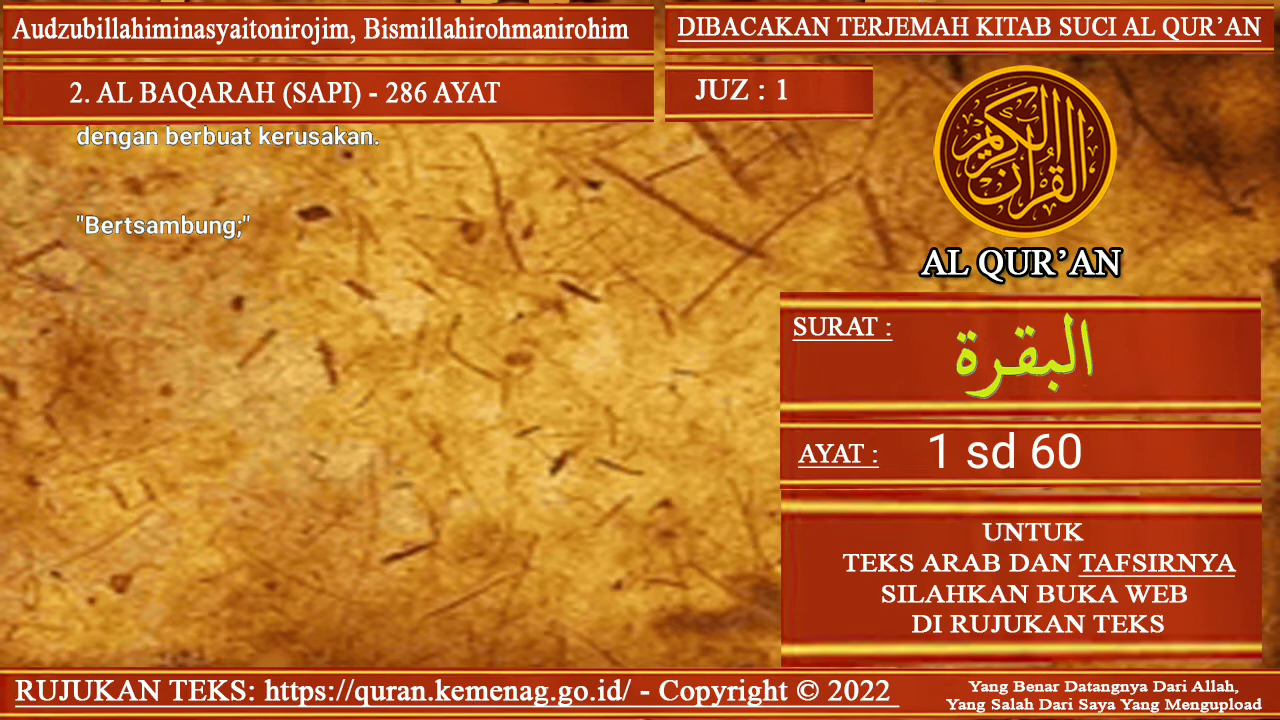 Audzubillahiminasyaitonirojim, Bismillahirohmanirohim
DIBACAKAN TERJEMAH KITAB SUCI AL QUR'AN
2. AL BAQARAH (SAPI) - 286 AYAT
JUZ : 1
dengan berbuat kerusakan.
"Bertsambung;"
القرآن الكريم
AL QUR'AN
SURAT :
البقرة
AYAT :
1 sd 60
UNTUK
TEKS ARAB DAN TAFSIRNYA
SILAHKAN BUKA WEB
DI RUJUKAN TEKS
RUJUKAN TEKS: https://quran.kemenag.go.id/ - Copyright © 2022
Yang Benar Datangnya Dari Allah,
Yang Salah Dari Saya Yang Mengupload